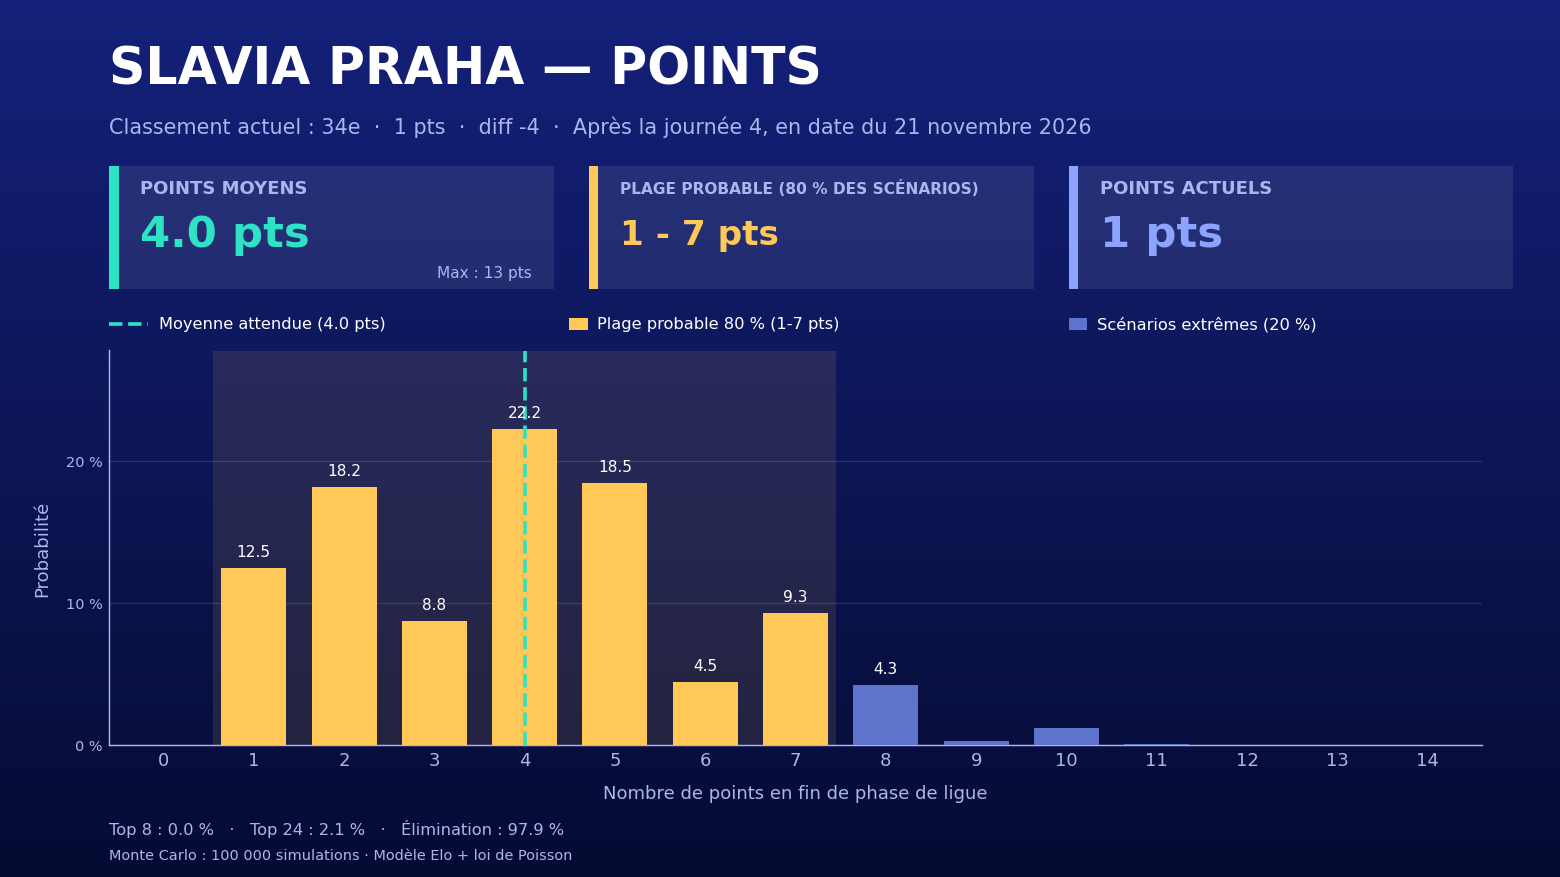 SLAVIA PRAHA — POINTS
Classement actuel : 34e · 1 pts · diff -4 · Après la journée 4, en date du 21 novembre 2026
POINTS MOYENS
4.0 pts
Max : 13 pts
PLAGE PROBABLE (80 % DES SCÉNARIOS)
1 - 7 pts
POINTS ACTUELS
1 pts
Moyenne attendue (4.0 pts)
Plage probable 80 % (1-7 pts)
Scénarios extrêmes (20 %)
Probabilité
20 %
10 %
0 %
12.5
18.2
8.8
22.2
18.5
4.5
9.3
4.3
0 1 2 3 4 5 6 7 8 9 10 11 12 13 14
Nombre de points en fin de phase de ligue
Top 8 : 0.0 % · Top 24 : 2.1 % · Élimination : 97.9 %
Monte Carlo : 100 000 simulations · Modèle Elo + loi de Poisson